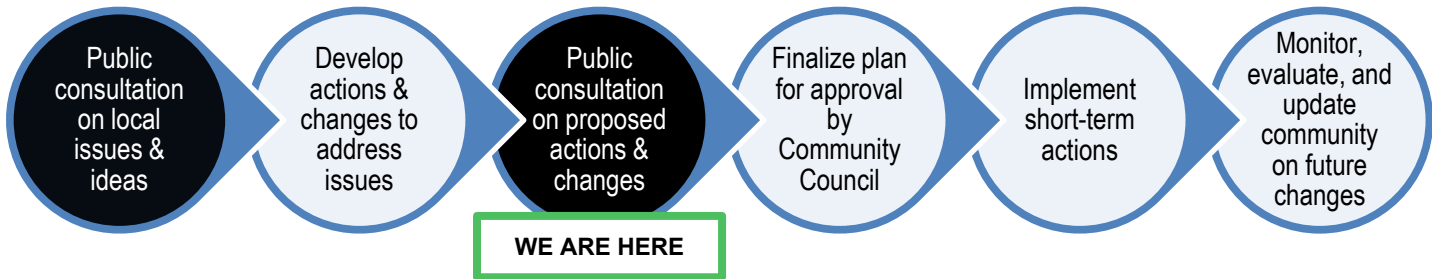 Public
consultation
on local
issues &
ideas
Develop
actions &
changes to
address
issues
Public
consultation
on proposed
actions &
changes
Finalize plan
for approval
by
Community
Council
Implement
short-term
actions
Monitor,
evaluate, and
update
community
on future
changes
WE ARE HERE